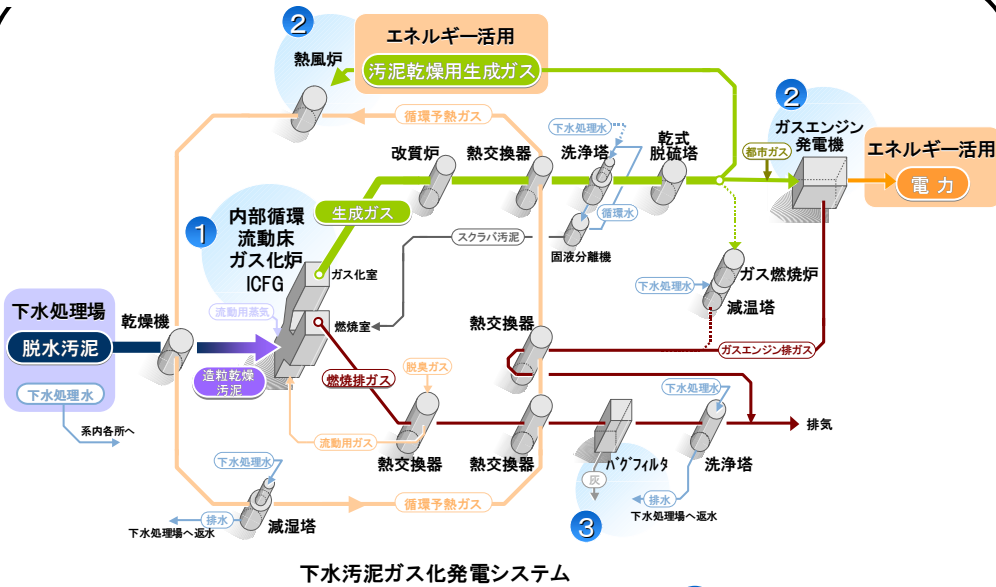 ②
熱風炉
エネルギー活用
汚泥乾燥用生成ガス
循環予熱ガス
改質炉
熱交換器
下水処理水
洗浄塔
乾式
脱硫塔
②
ガスエンジン
発電機
都市ガス
エネルギー活用
電力
①
内部循環
流動床
ガス化炉
ICFG
生成ガス
循環水
スクラバ汚泥
固液分離機
ガス化室
ガス燃焼炉
下水処理水
減温塔
下水処理場
脱水汚泥
乾燥機
流動用蒸気
燃焼室
熱交換器
ガスエンジン排ガス
造粒乾燥
汚泥
燃焼排ガス
脱臭ガス
下水処理水
下水処理水
系内各所へ
流動用ガス
熱交換器
熱交換器
バグフィルタ
洗浄塔
排気
灰
③
排水
下水処理場へ返水
下水処理水
循環予熱ガス
排水
下水処理場へ返水
減湿塔
下水汚泥ガス化発電システム